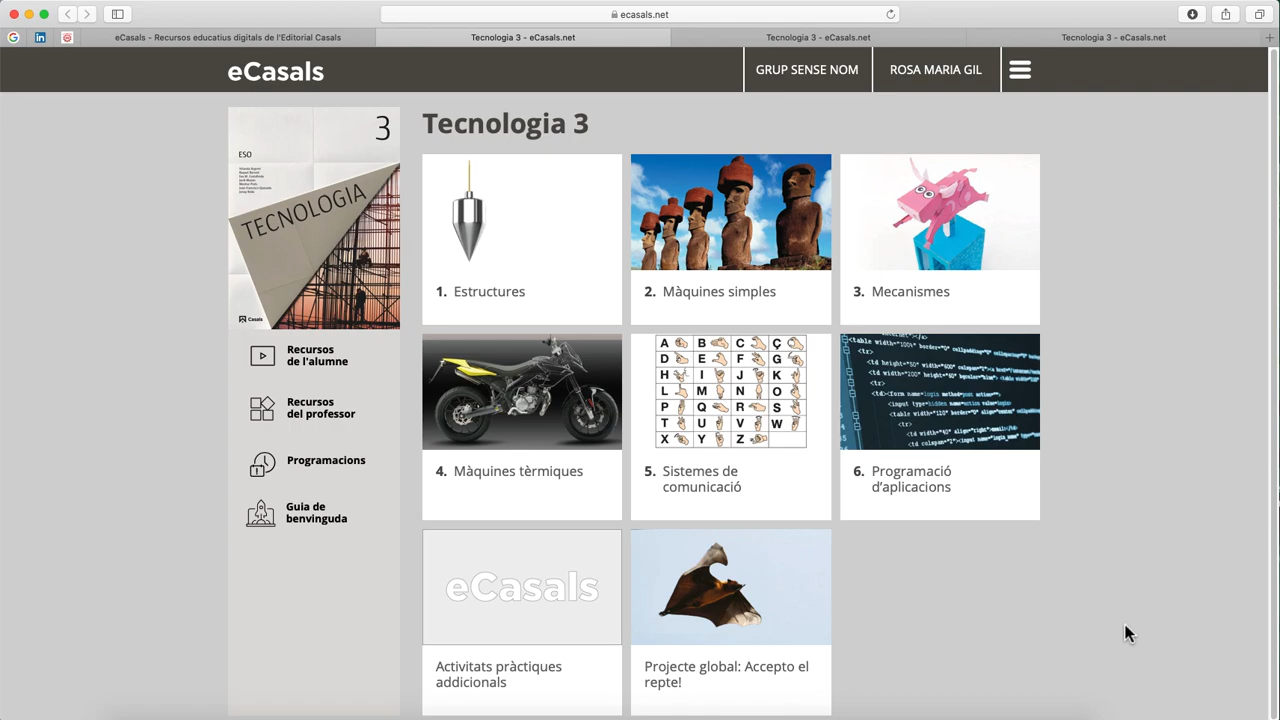 ecasals.net
eCasals - Recursos educatius digitals de l'Editorial Casals
Tecnologia 3 - eCasals.net
Tecnologia 3 - eCasals.net
Tecnologia 3 - eCasals.net
eCasals
GRUP SENSE NOM
ROSA MARIA GIL
3
ESO
TECNOLOGIA
Casals
Recursos
de l'alumne
Recursos
del professor
Programacions
Guia de
benvinguda
Tecnologia 3
1. Estructures
2. Màquines simples
3. Mecanismes
4. Màquines tèrmiques
A B C Ç
D E F G
H I J K
L M N O
P Q R S
T U V W
X Y Z
5. Sistemes de
comunicació
6. Programació
d'aplicacions
eCasals
Activitats pràctiques
addicionals
Projecte global: Accepto el
repte!